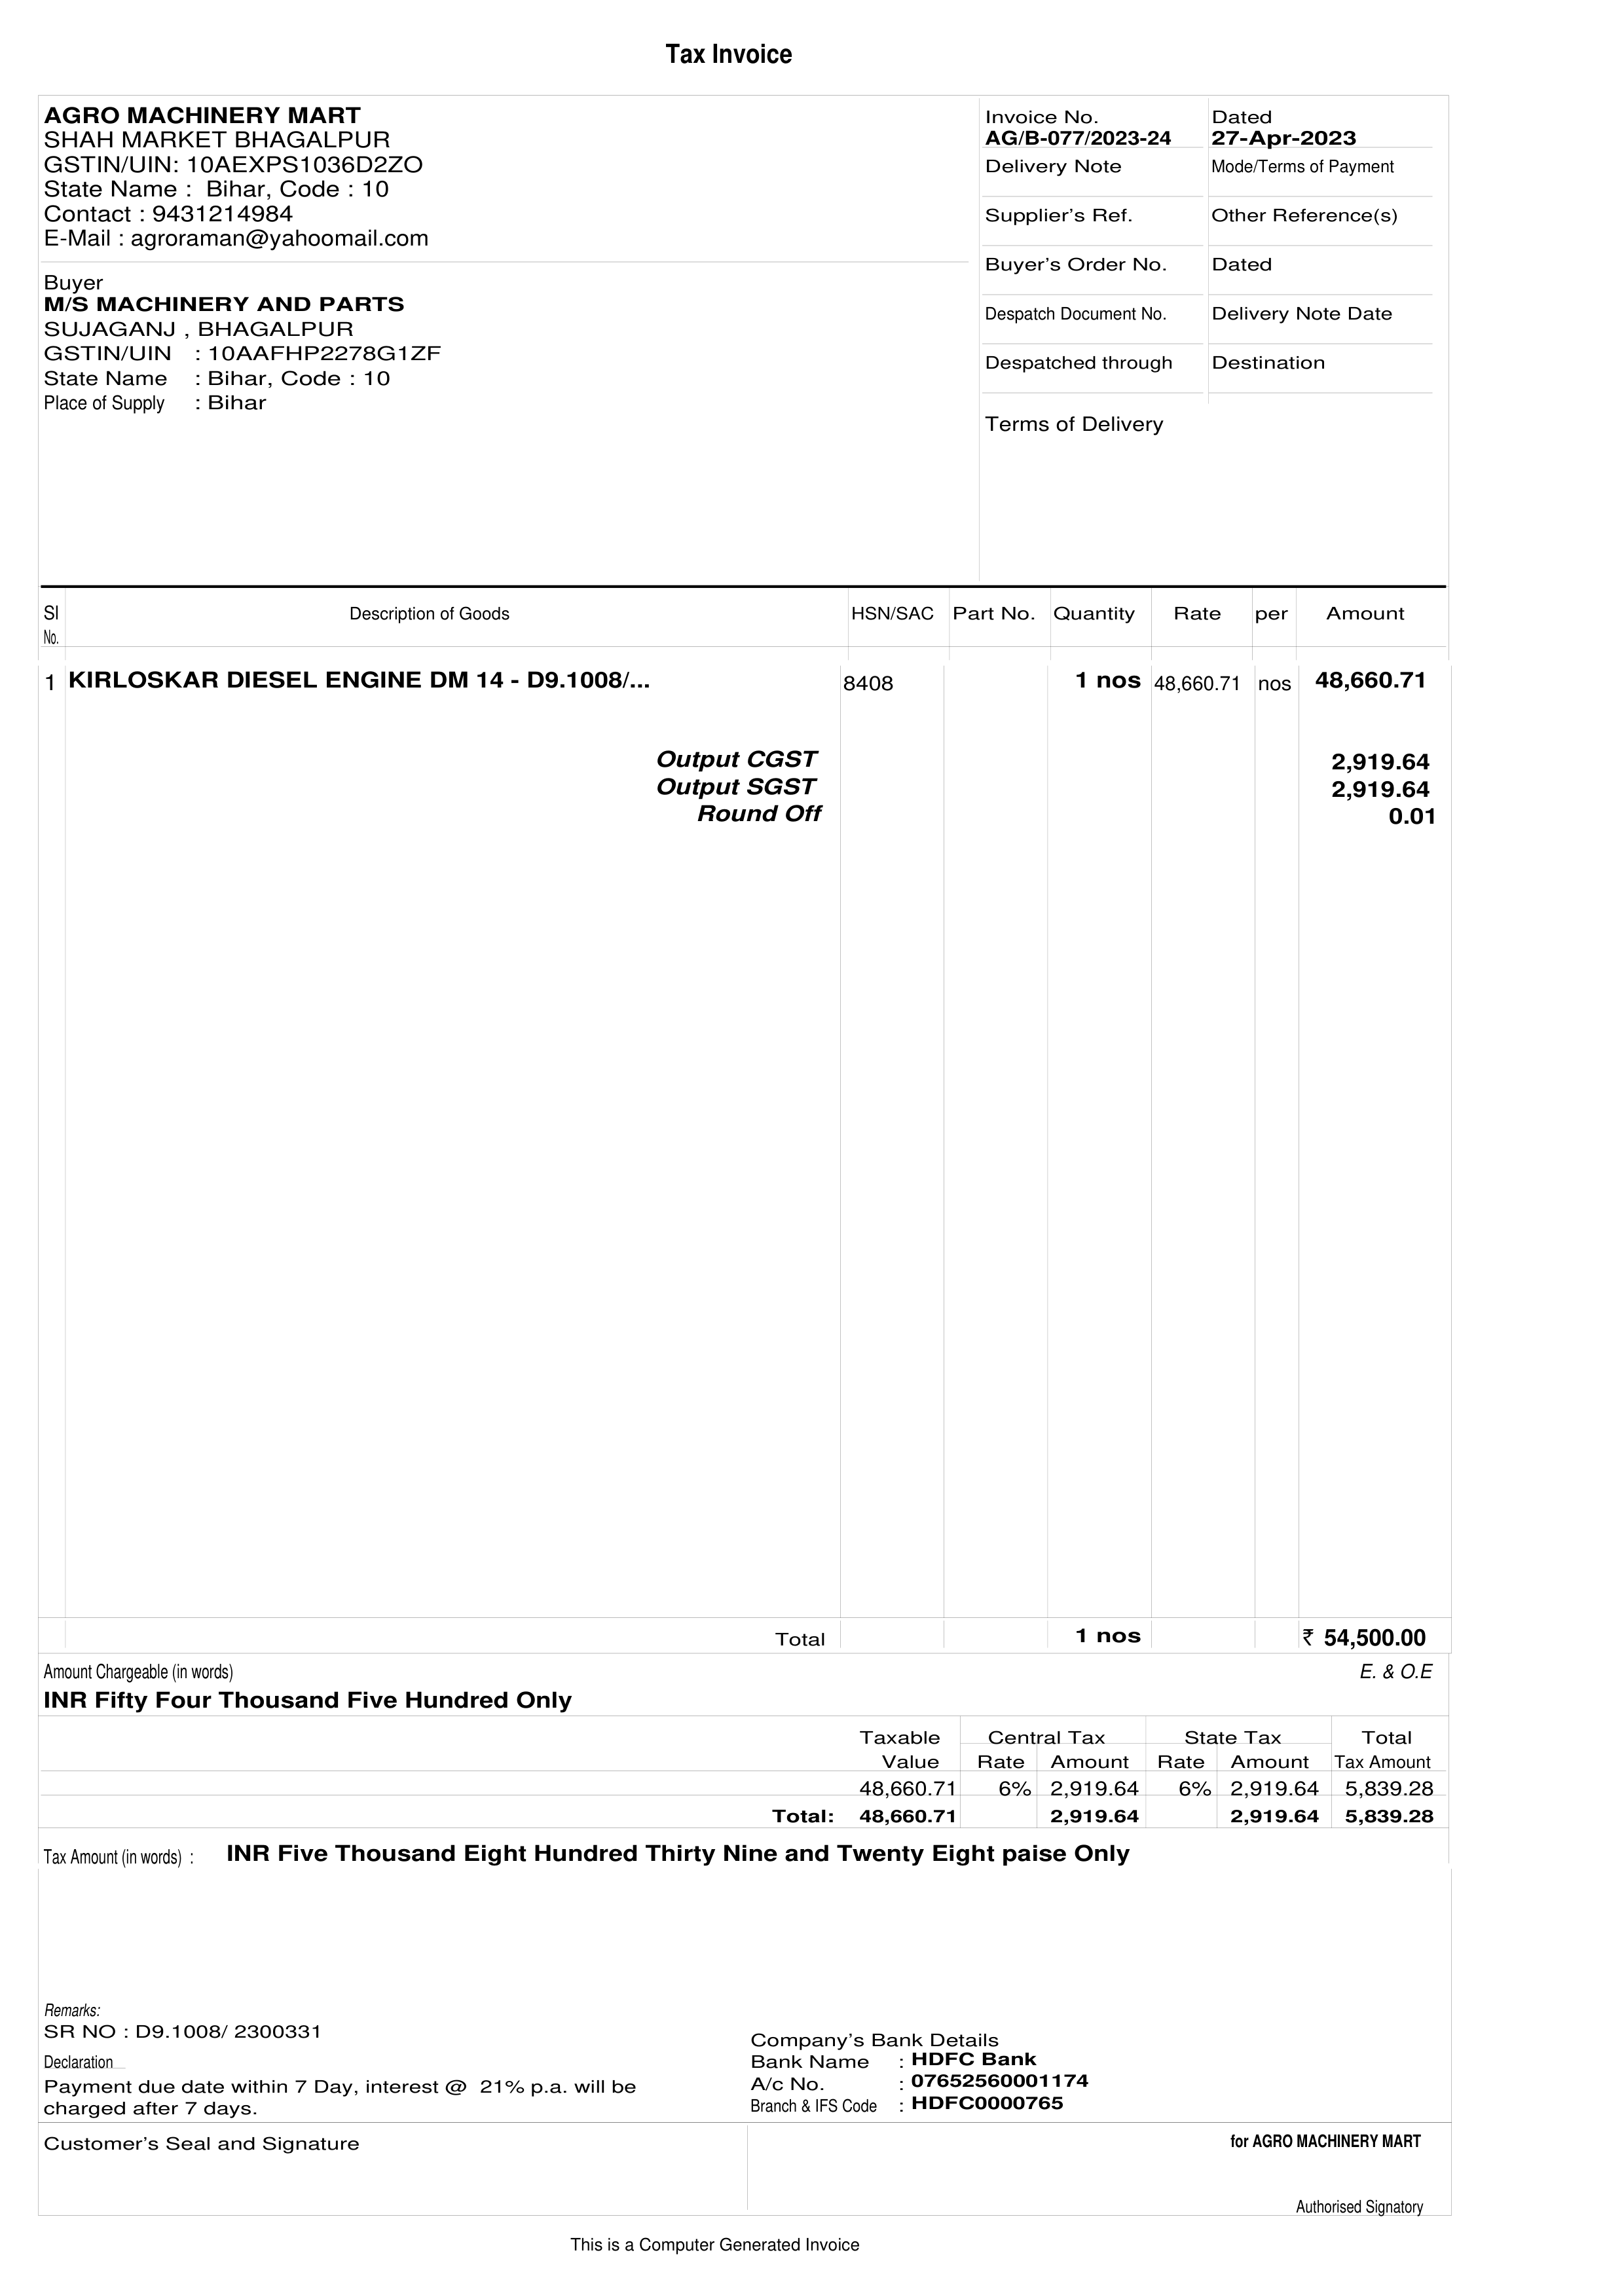 Tax Invoice
AGRO MACHINERY MART
SHAH MARKET BHAGALPUR
GSTIN/UIN: 10AEXPS1036D2ZO
State Name :  Bihar, Code : 10
Contact : 9431214984
E-Mail : agroraman@yahoomail.com
Buyer
M/S MACHINERY AND PARTS
SUJAGANJ , BHAGALPUR
GSTIN/UIN : 10AAFHP2278G1ZF
State Name : Bihar, Code : 10
Place of Supply : Bihar
Invoice No. Dated
AG/B-077/2023-24 27-Apr-2023
Delivery Note Mode/Terms of Payment
Supplier's Ref. Other Reference(s)
Buyer's Order No. Dated
Despatch Document No. Delivery Note Date
Despatched through Destination
Terms of Delivery
Sl Description of Goods HSN/SAC Part No. Quantity Rate per Amount
No.
1 KIRLOSKAR DIESEL ENGINE DM 14 - D9.1008/... 8408 1 nos 48,660.71 nos 48,660.71
Output CGST 2,919.64
Output SGST 2,919.64
Round Off 0.01
Total 1 nos ₹ 54,500.00
Amount Chargeable (in words) E. & O.E
INR Fifty Four Thousand Five Hundred Only
Taxable Central Tax State Tax Total
Value Rate Amount Rate Amount Tax Amount
48,660.71 6% 2,919.64 6% 2,919.64 5,839.28
Total: 48,660.71 2,919.64 2,919.64 5,839.28
Tax Amount (in words) : INR Five Thousand Eight Hundred Thirty Nine and Twenty Eight paise Only
Remarks:
SR NO : D9.1008/ 2300331
Declaration
Payment due date within 7 Day, interest @ 21% p.a. will be
charged after 7 days.
Company's Bank Details
Bank Name : HDFC Bank
A/c No. : 07652560001174
Branch & IFS Code : HDFC0000765
Customer's Seal and Signature
for AGRO MACHINERY MART
Authorised Signatory
This is a Computer Generated Invoice